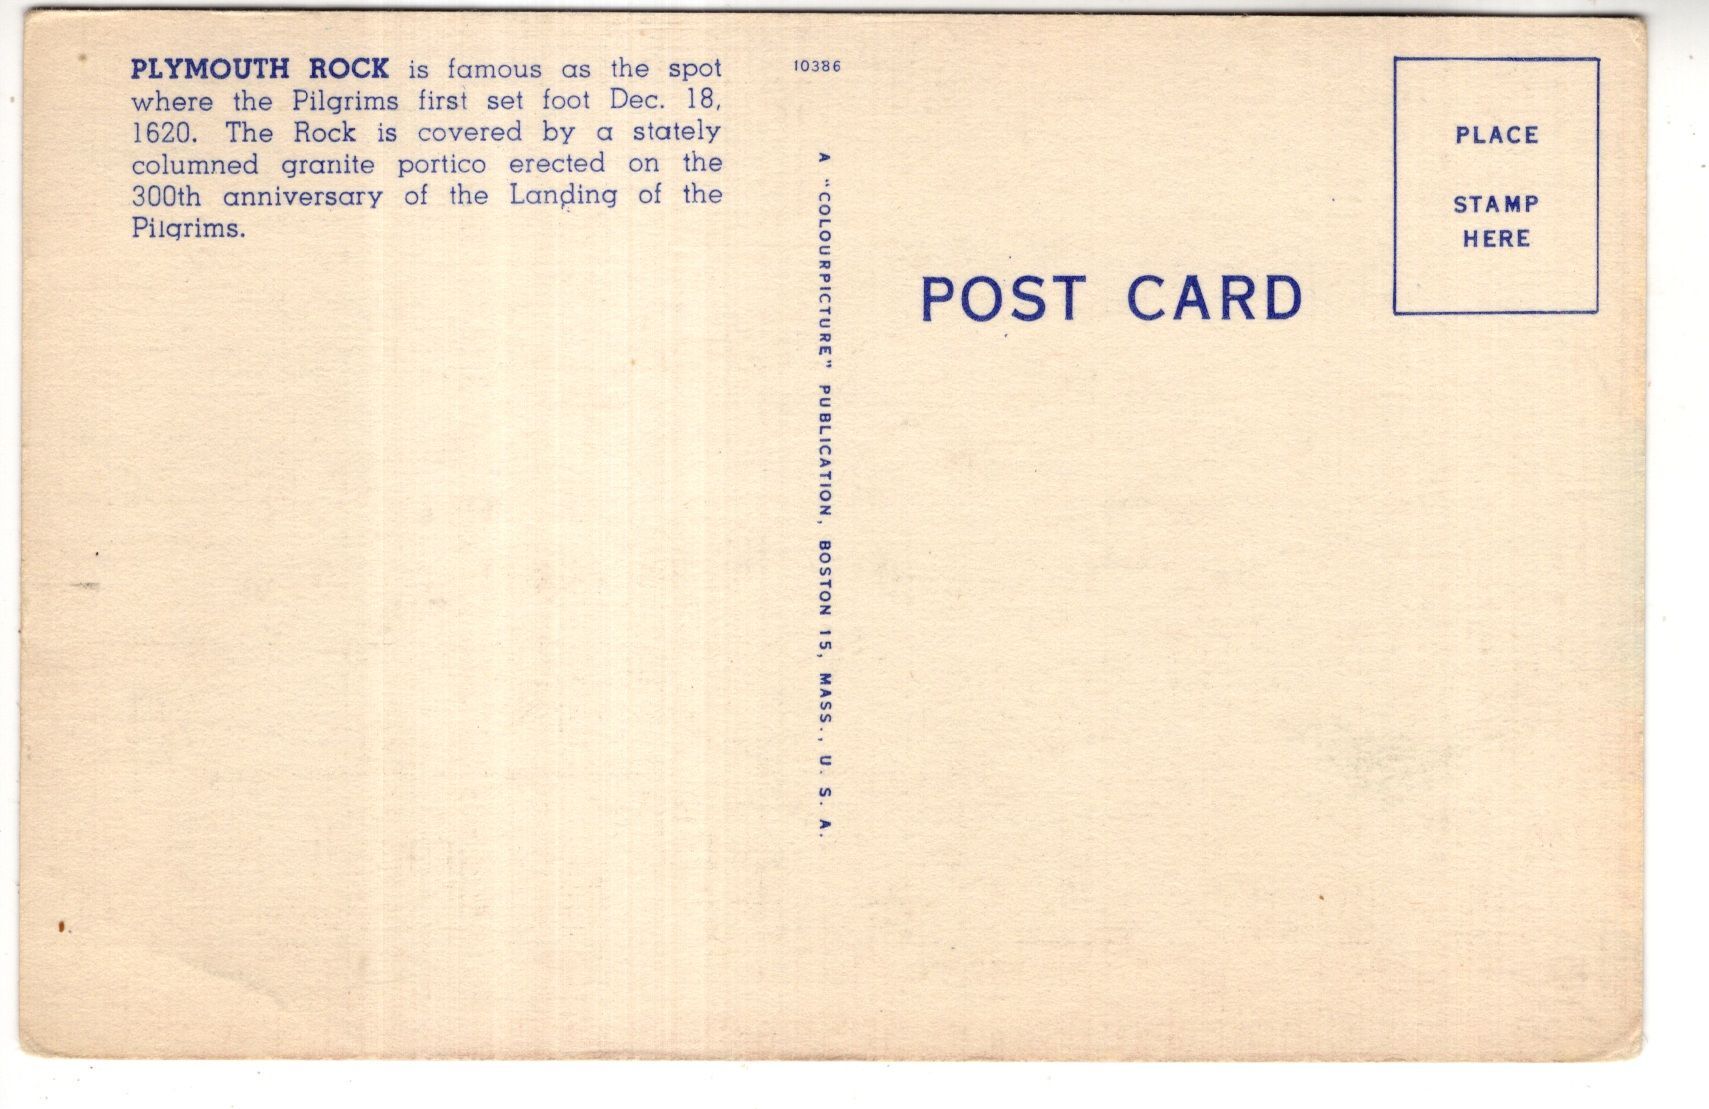 PLYMOUTH ROCK is famous as the spot
where the Pilgrims first set foot Dec. 18,
1620. The Rock is covered by a stately
columned granite portico erected on the
300th anniversary of the Landing of the
Pilgrims.
10386
A "COLOURPICTURE" PUBLICATION, BOSTON 15, MASS., U. S. A.
POST CARD
PLACE
STAMP
HERE